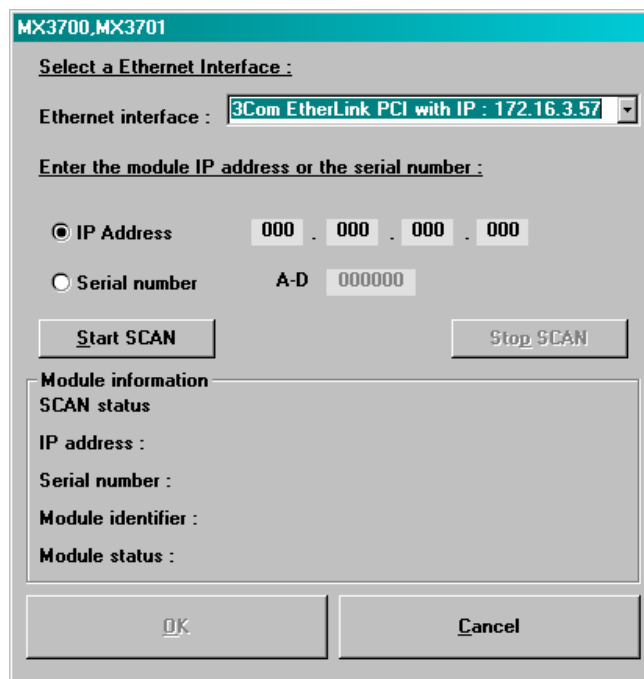 MX3700,MX3701
Select a Ethernet Interface :
Ethernet interface : 3Com EtherLink PCI with IP : 172.16.3.57
Enter the module IP address or the serial number :
IP Address 000 . 000 . 000 . 000
Serial number A-D 000000
Start SCAN Stop SCAN
Module information
SCAN status
IP address :
Serial number :
Module identifier :
Module status :
OK Cancel